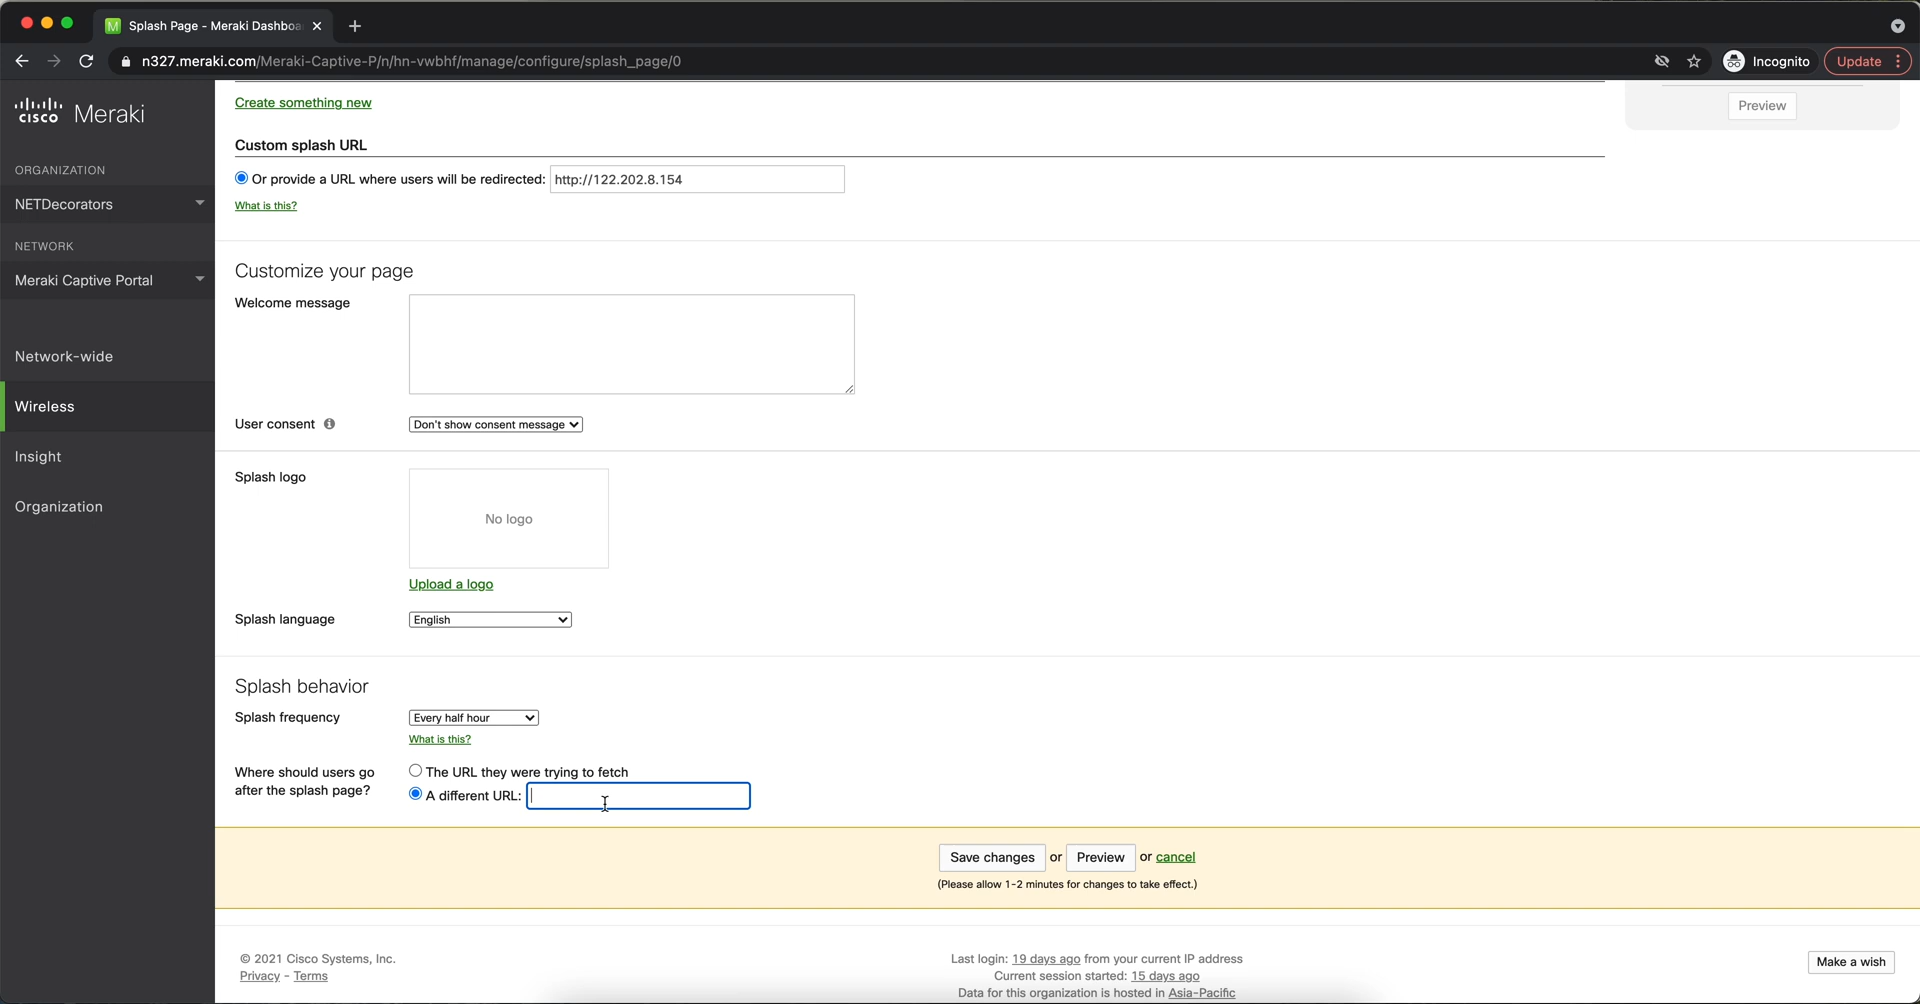 M Splash Page - Meraki Dashboa
n327.meraki.com/Meraki-Captive-P/n/hn-vwbhf/manage/configure/splash_page/0
Incognito
Update
cisco Meraki
ORGANIZATION
NETDecorators
NETWORK
Meraki Captive Portal
Network-wide
Wireless
Insight
Organization
Create something new
Preview
Custom splash URL
Or provide a URL where users will be redirected: http://122.202.8.154
What is this?
Customize your page
Welcome message
User consent Don't show consent message
Splash logo
No logo
Upload a logo
Splash language English
Splash behavior
Splash frequency Every half hour
What is this?
Where should users go after the splash page?
The URL they were trying to fetch
A different URL:
Save changes or Preview or cancel
(Please allow 1-2 minutes for changes to take effect.)
© 2021 Cisco Systems, Inc.
Privacy - Terms
Last login: 19 days ago from your current IP address
Current session started: 15 days ago
Data for this organization is hosted in Asia-Pacific
Make a wish